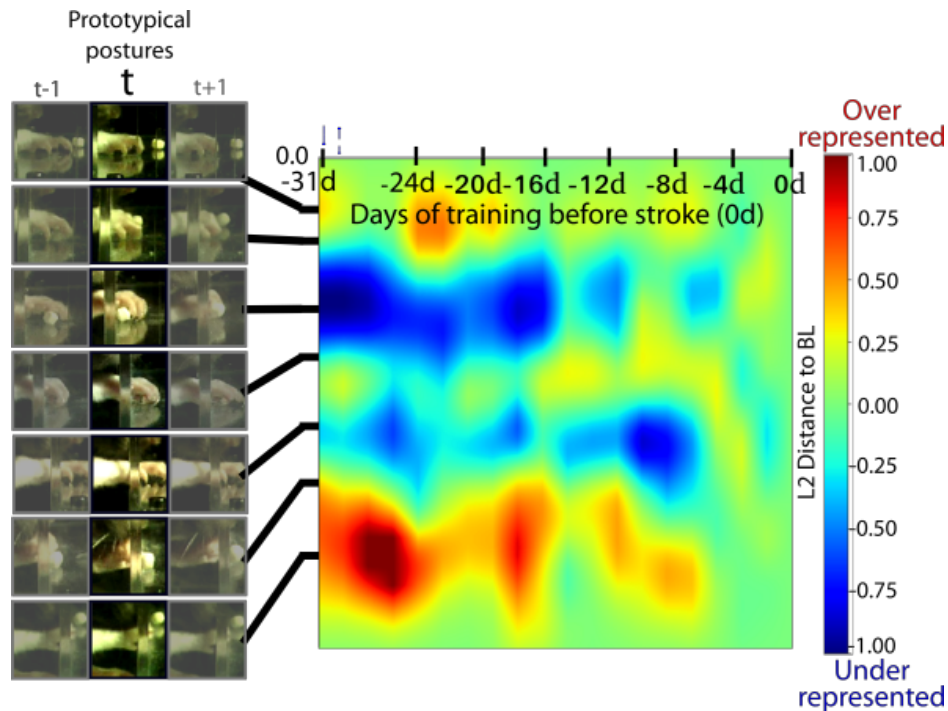 Prototypical
postures
t-1 t t+1
Over
represented
0.0
-31d -24d -20d -16d -12d -8d -4d 0d
Days of training before stroke (0d)
L2 Distance to BL
1.00
0.75
0.50
0.25
0.00
-0.25
-0.50
-0.75
1.00
Under
represented